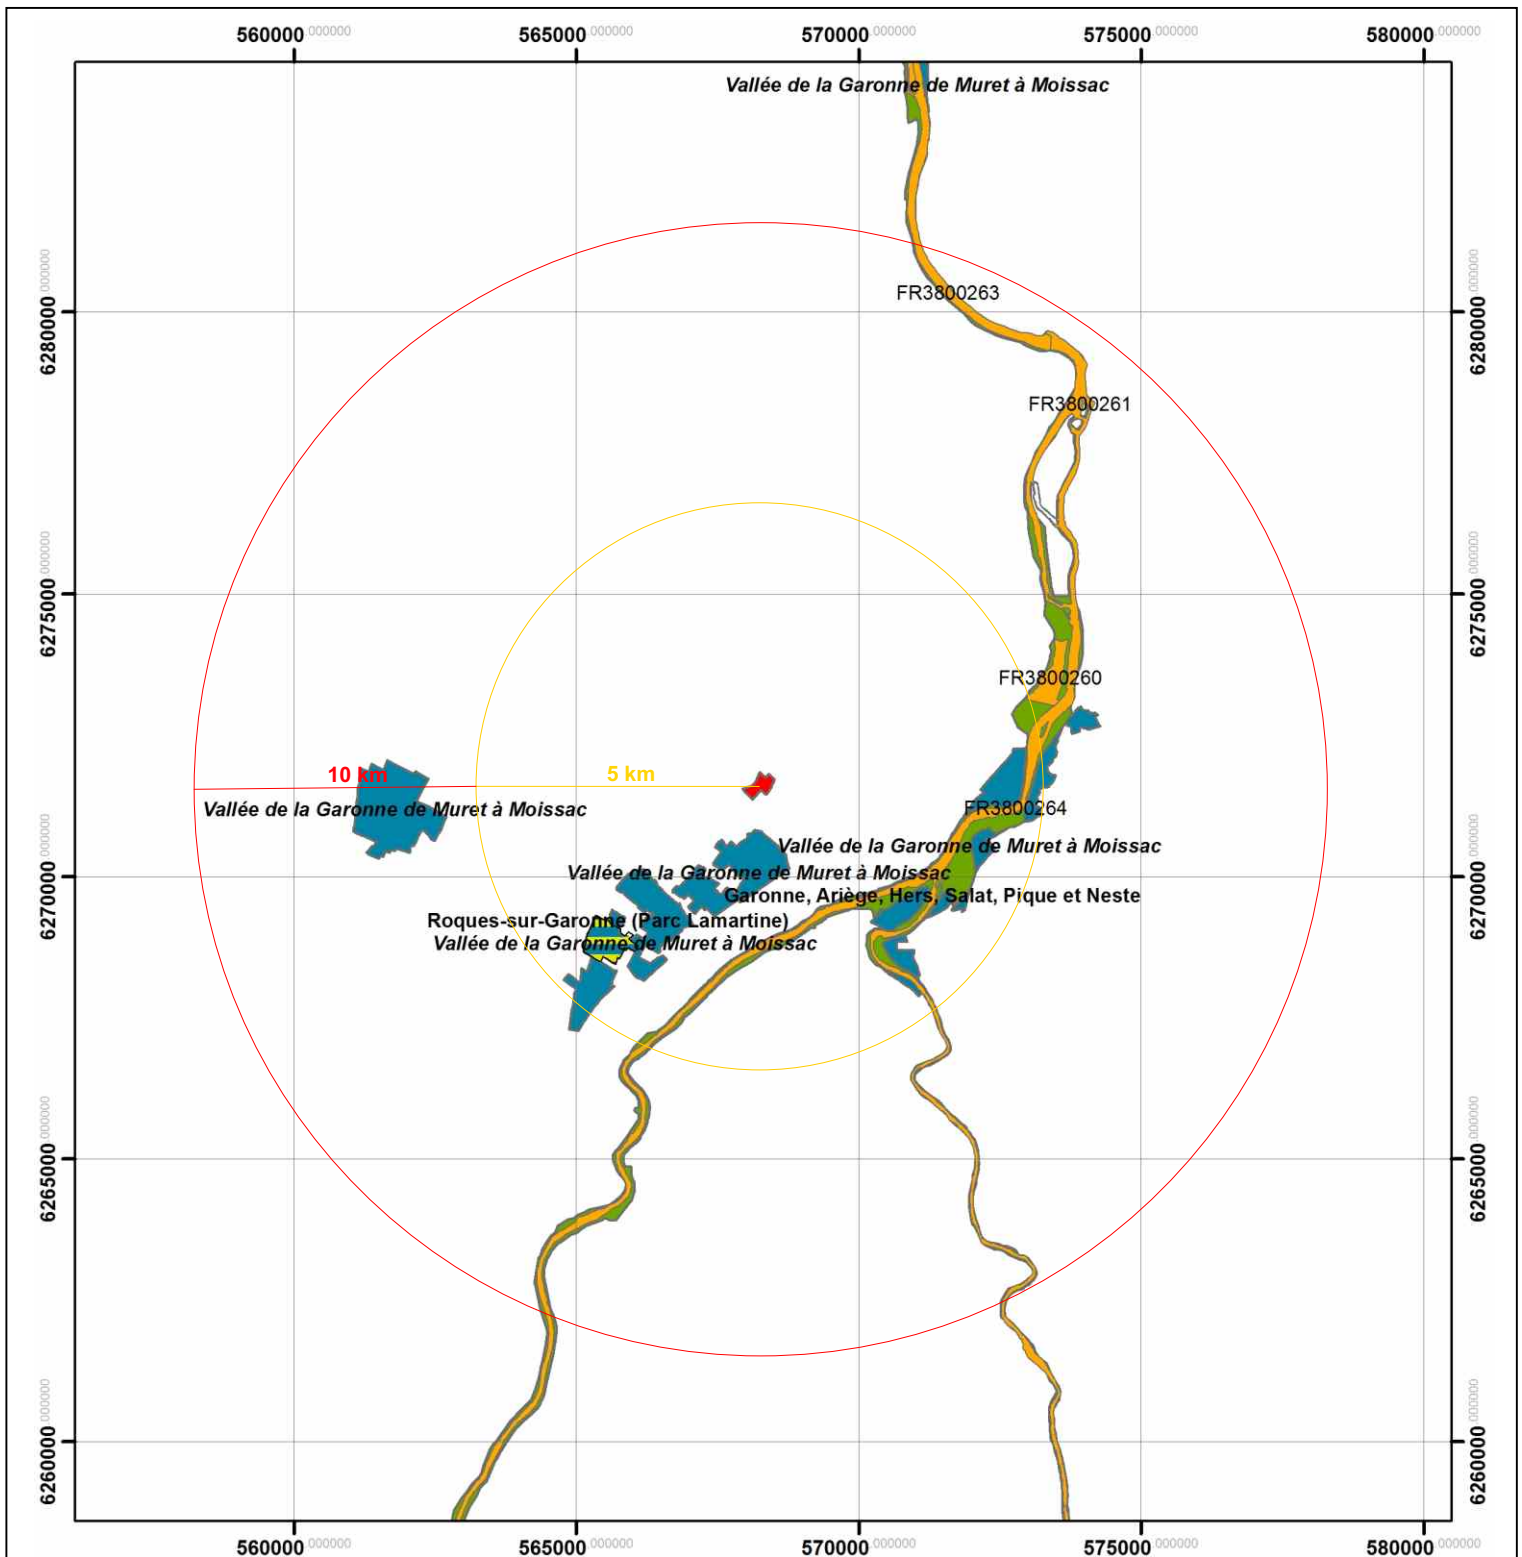 560000.000000 565000.000000 570000.000000 575000.000000 580000.000000
Vallée de la Garonne de Muret à Moissac
FR3800263
6280000.000000 6280000.000000
FR3800261
6275000.000000 6275000.000000
FR3800260
10 km 5 km
Vallée de la Garonne de Muret à Moissac
FR3800264
Vallée de la Garonne de Muret à Moissac
Vallée de la Garonne de Muret à Moissac
6270000.000000 6270000.000000
Garonne, Ariège, Hers, Salat, Pique et Neste
Roques-sur-Garonne (Parc Lamartine)
Vallée de la Garonne de Muret à Moissac
6265000.000000 6265000.000000
6260000.000000 6260000.000000
560000.000000 565000.000000 570000.000000 575000.000000 580000.000000